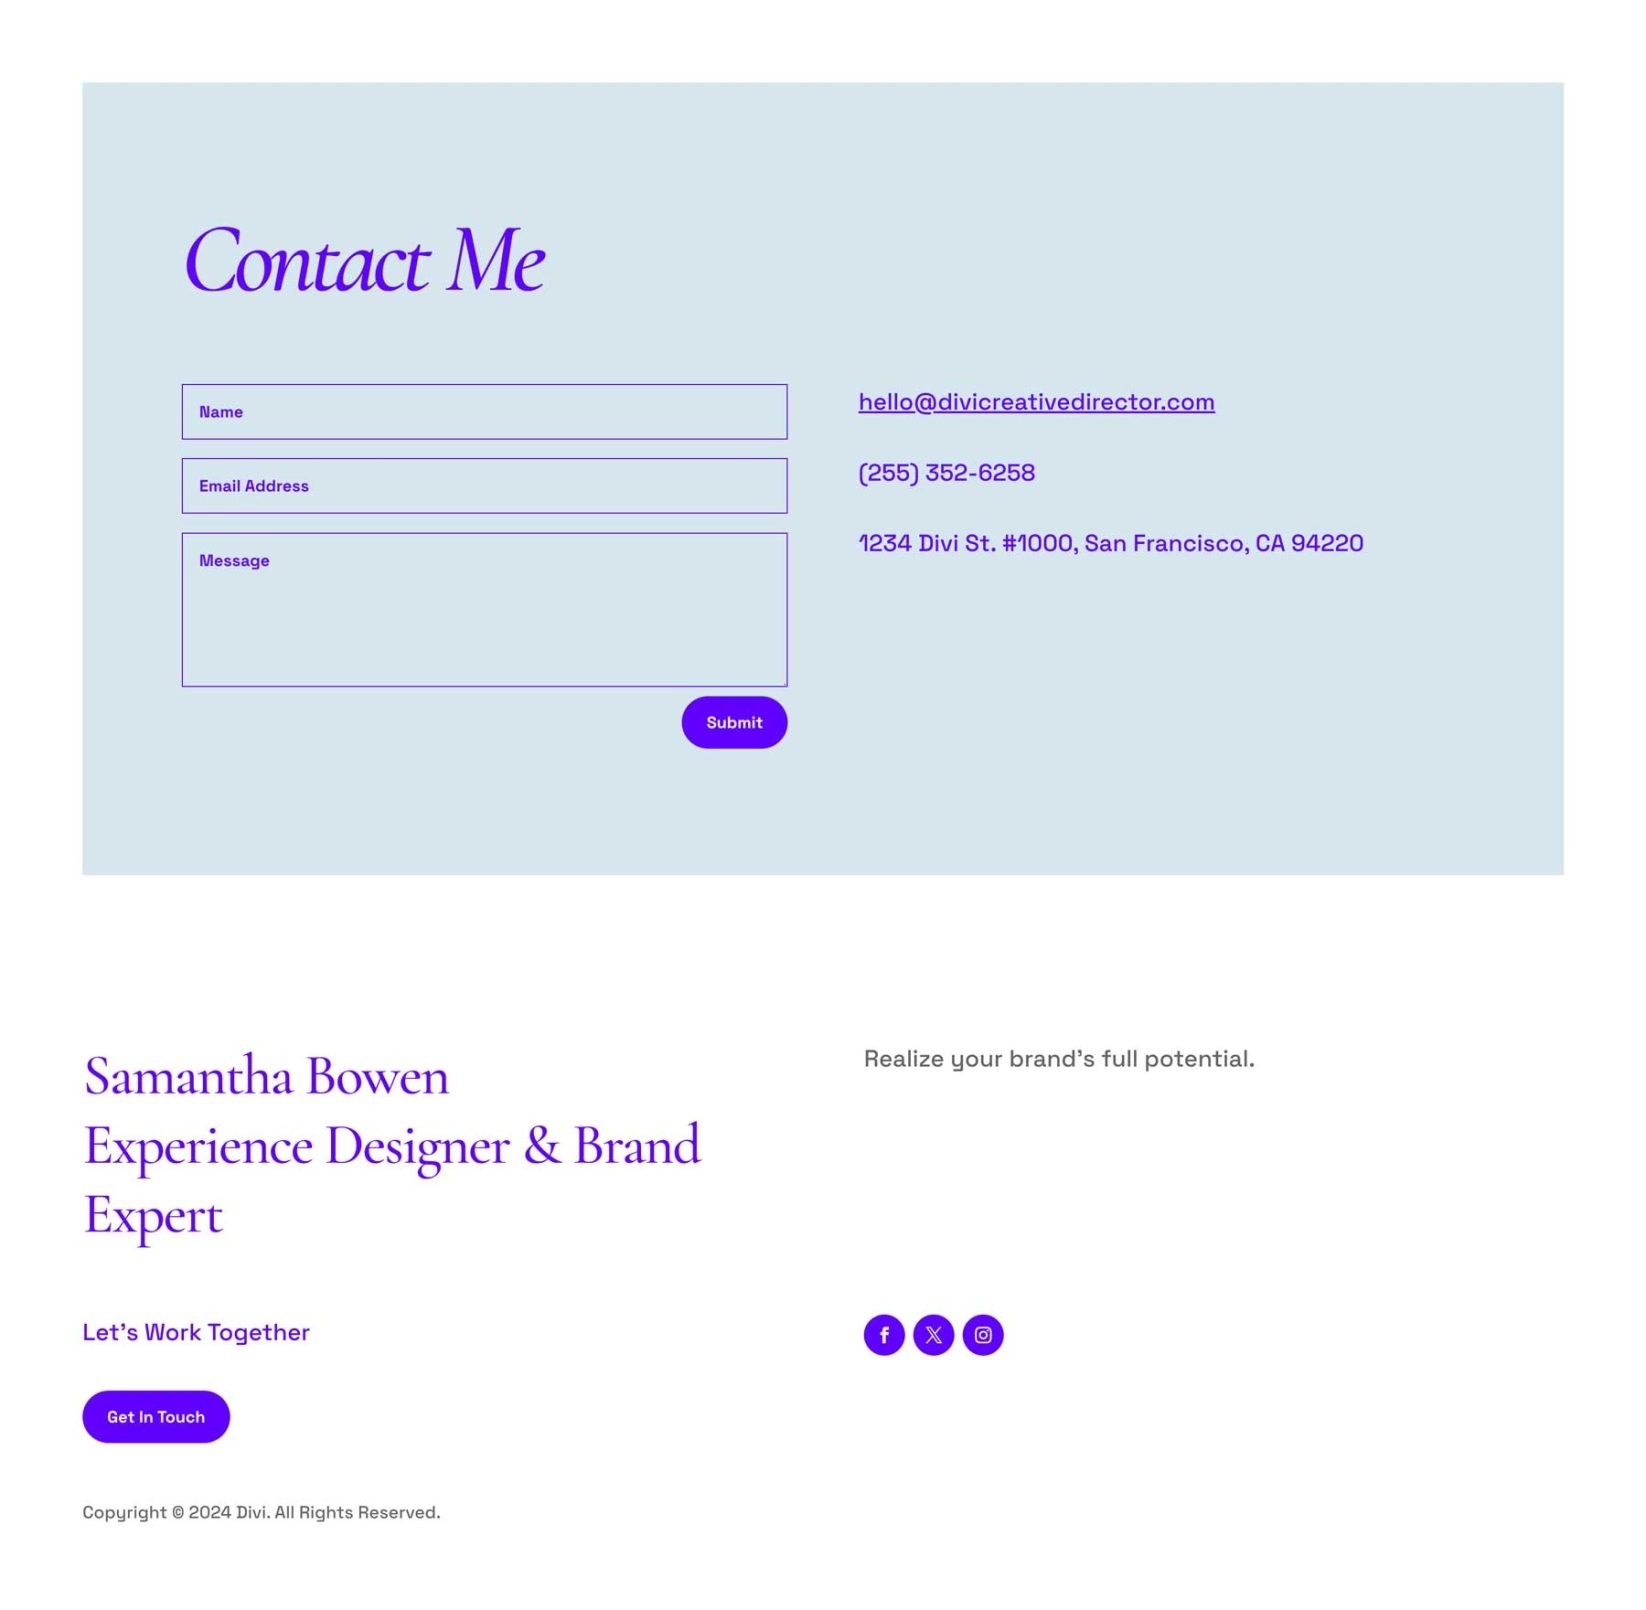 Contact Me
Name
Email Address
Message
Submit
hello@divicreativedirector.com
(255) 352-6258
1234 Divi St. #1000, San Francisco, CA 94220
Samantha Bowen
Experience Designer & Brand
Expert
Realize your brand’s full potential.
Let’s Work Together
Get In Touch
Copyright © 2024 Divi. All Rights Reserved.